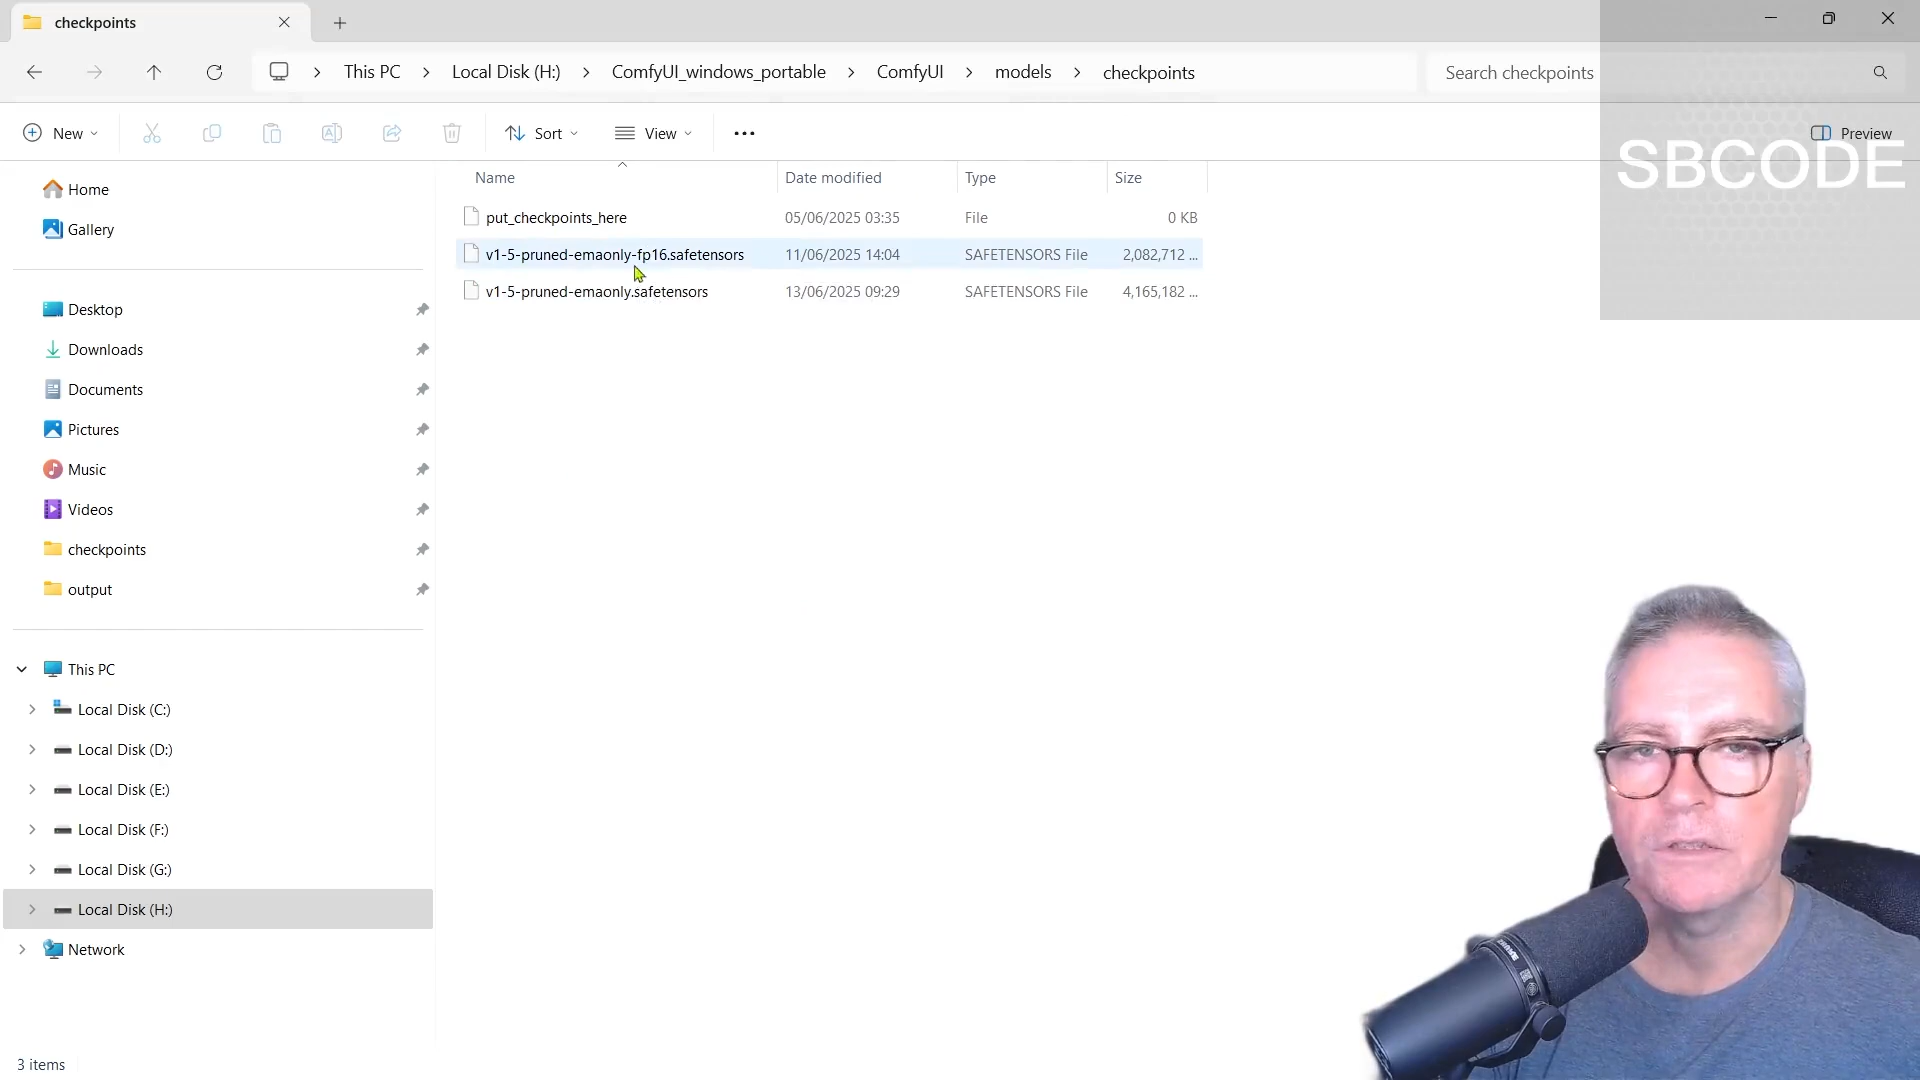 checkpoints
This PC
Local Disk (H:)
ComfyUI_windows_portable
ComfyUI
models
checkpoints
Search checkpoints
New
Sort
View
Preview
SBCODE
Name
Date modified
Type
Size
put_checkpoints_here
05/06/2025 03:35
File
0 KB
v1-5-pruned-emaonly-fp16.safetensors
11/06/2025 14:04
SAFETENSORS File
2,082,712 ...
v1-5-pruned-emaonly.safetensors
13/06/2025 09:29
SAFETENSORS File
4,165,182 ...
Home
Gallery
Desktop
Downloads
Documents
Pictures
Music
Videos
checkpoints
output
This PC
Local Disk (C:)
Local Disk (D:)
Local Disk (E:)
Local Disk (F:)
Local Disk (G:)
Local Disk (H:)
Network
3 items